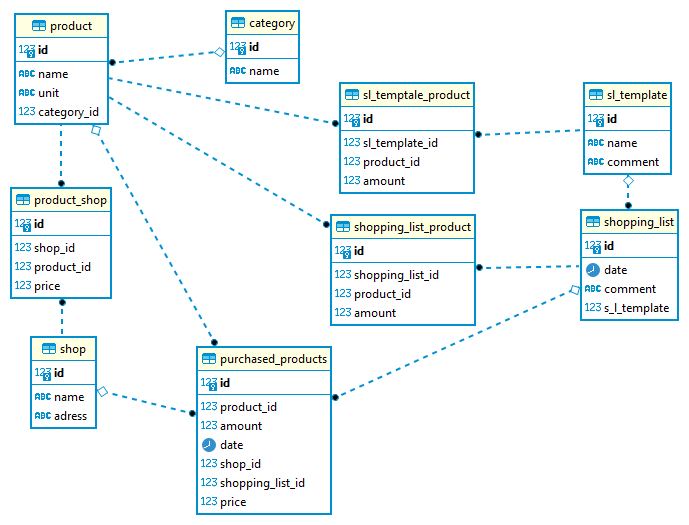 product
123 id
ABC name
ABC unit
123 category_id
category
123 id
ABC name
sl_temptale_product
123 id
123 sl_template_id
123 product_id
123 amount
sl_template
123 id
ABC name
ABC comment
product_shop
123 id
123 shop_id
123 product_id
123 price
shopping_list_product
123 id
123 shopping_list_id
123 product_id
123 amount
shopping_list
123 id
date
ABC comment
123 s_l_template
shop
123 id
ABC name
ABC adress
purchased_products
123 id
123 product_id
123 amount
date
123 shop_id
123 shopping_list_id
123 price